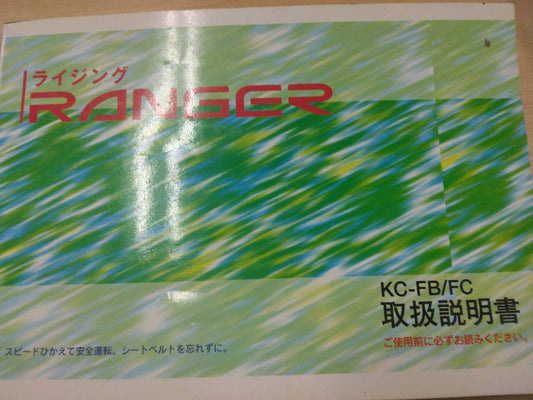 ライジング
RANGER
KC-FB/FC
取扱説明書
ご使用前に必ずお読みください。
スピードひかえて安全運転。シートベルトを忘れずに。